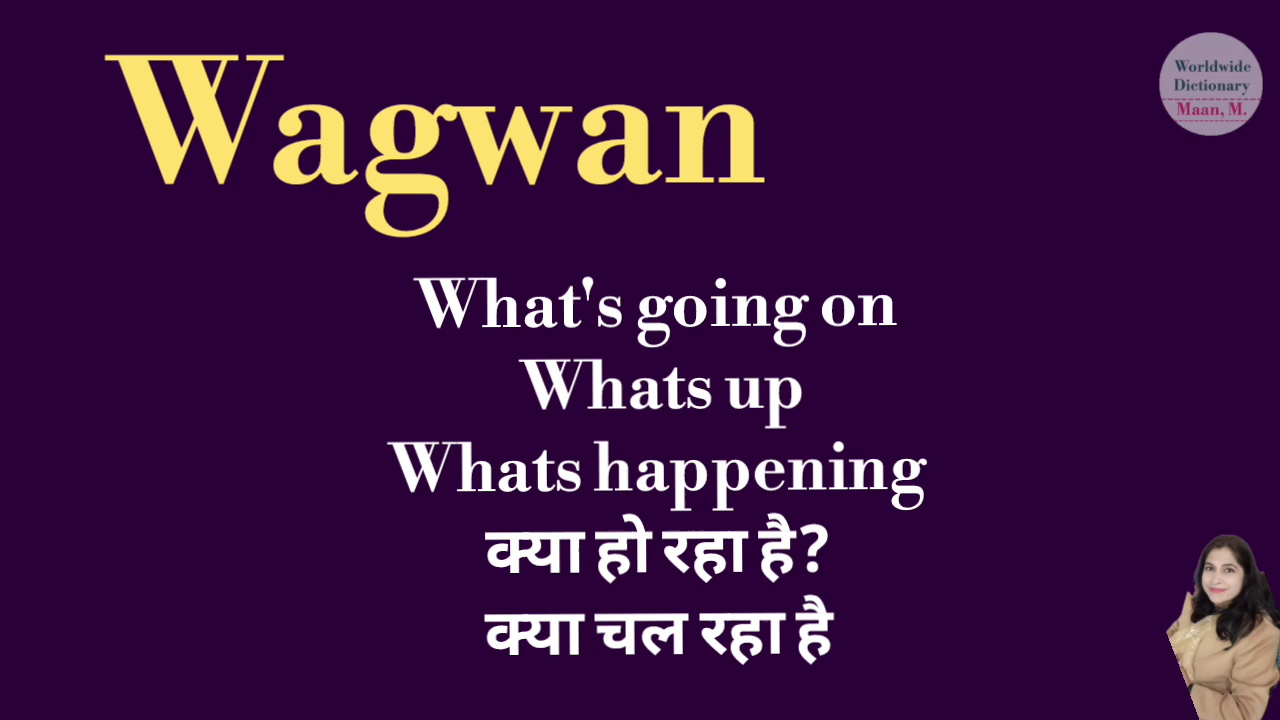 Wagwan
Worldwide
Dictionary
Maan, M.
What's going on
Whats up
Whats happening
क्या हो रहा है?
क्या चल रहा है